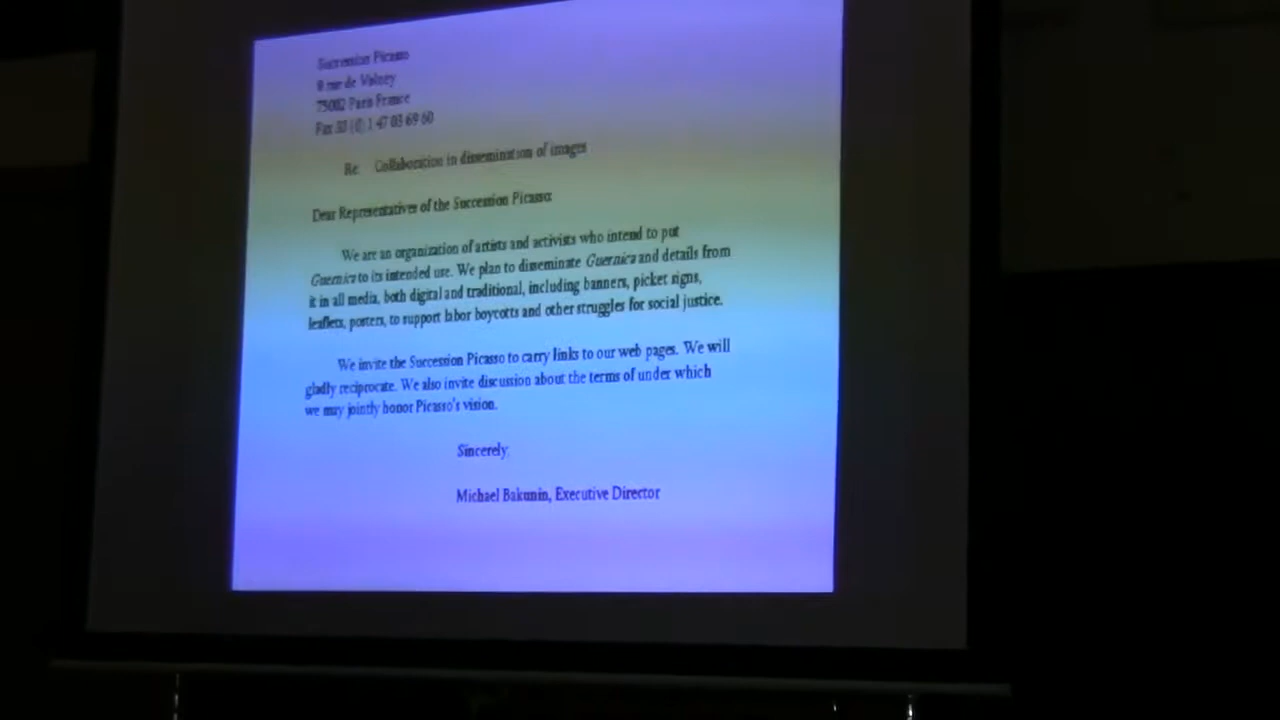 Succession Picasso
9 rue de Volney
75002 Paris France
Fax 33 (0) 1 47 03 69 60
Re: Collaboration in dissemination of images
Dear Representatives of the Succession Picasso:
We are an organization of artists and activists who intend to put
Guernica to its intended use. We plan to disseminate Guernica and details from
it in all media, both digital and traditional, including banners, picket signs,
leaflets, posters, to support labor boycotts and other struggles for social justice.
We invite the Succession Picasso to carry links to our web pages. We will
gladly reciprocate. We also invite discussion about the terms of under which
we may jointly honor Picasso's vision.
Sincerely,
Michael Bakunin, Executive Director